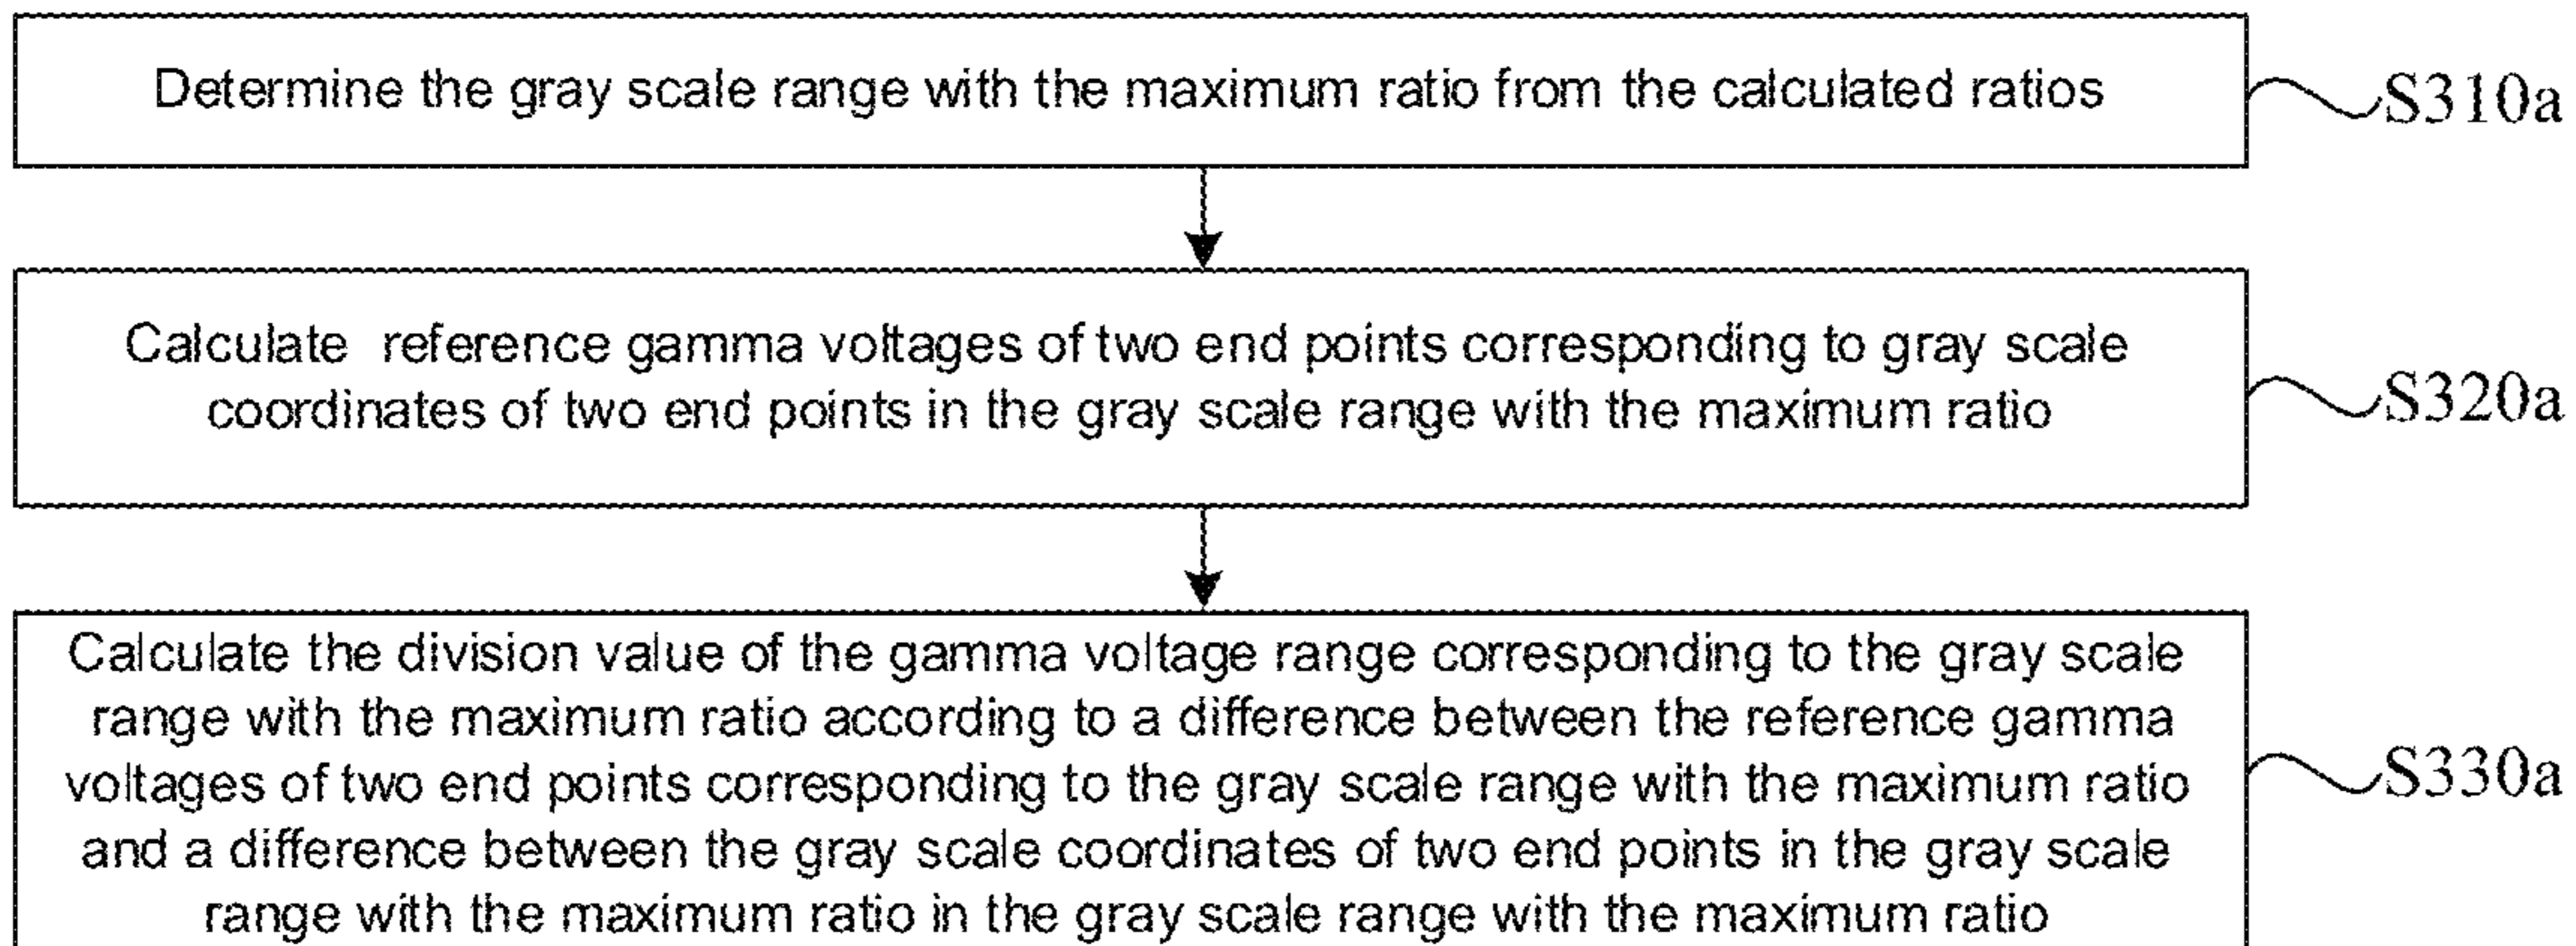 Determine the gray scale range with the maximum ratio from the calculated ratios
S310a
Calculate reference gamma voltages of two end points corresponding to gray scale
coordinates of two end points in the gray scale range with the maximum ratio
S320a
Calculate the division value of the gamma voltage range corresponding to the gray scale
range with the maximum ratio according to a difference between the reference gamma
voltages of two end points corresponding to the gray scale range with the maximum ratio
and a difference between the gray scale coordinates of two end points in the gray scale
range with the maximum ratio in the gray scale range with the maximum ratio
S330a